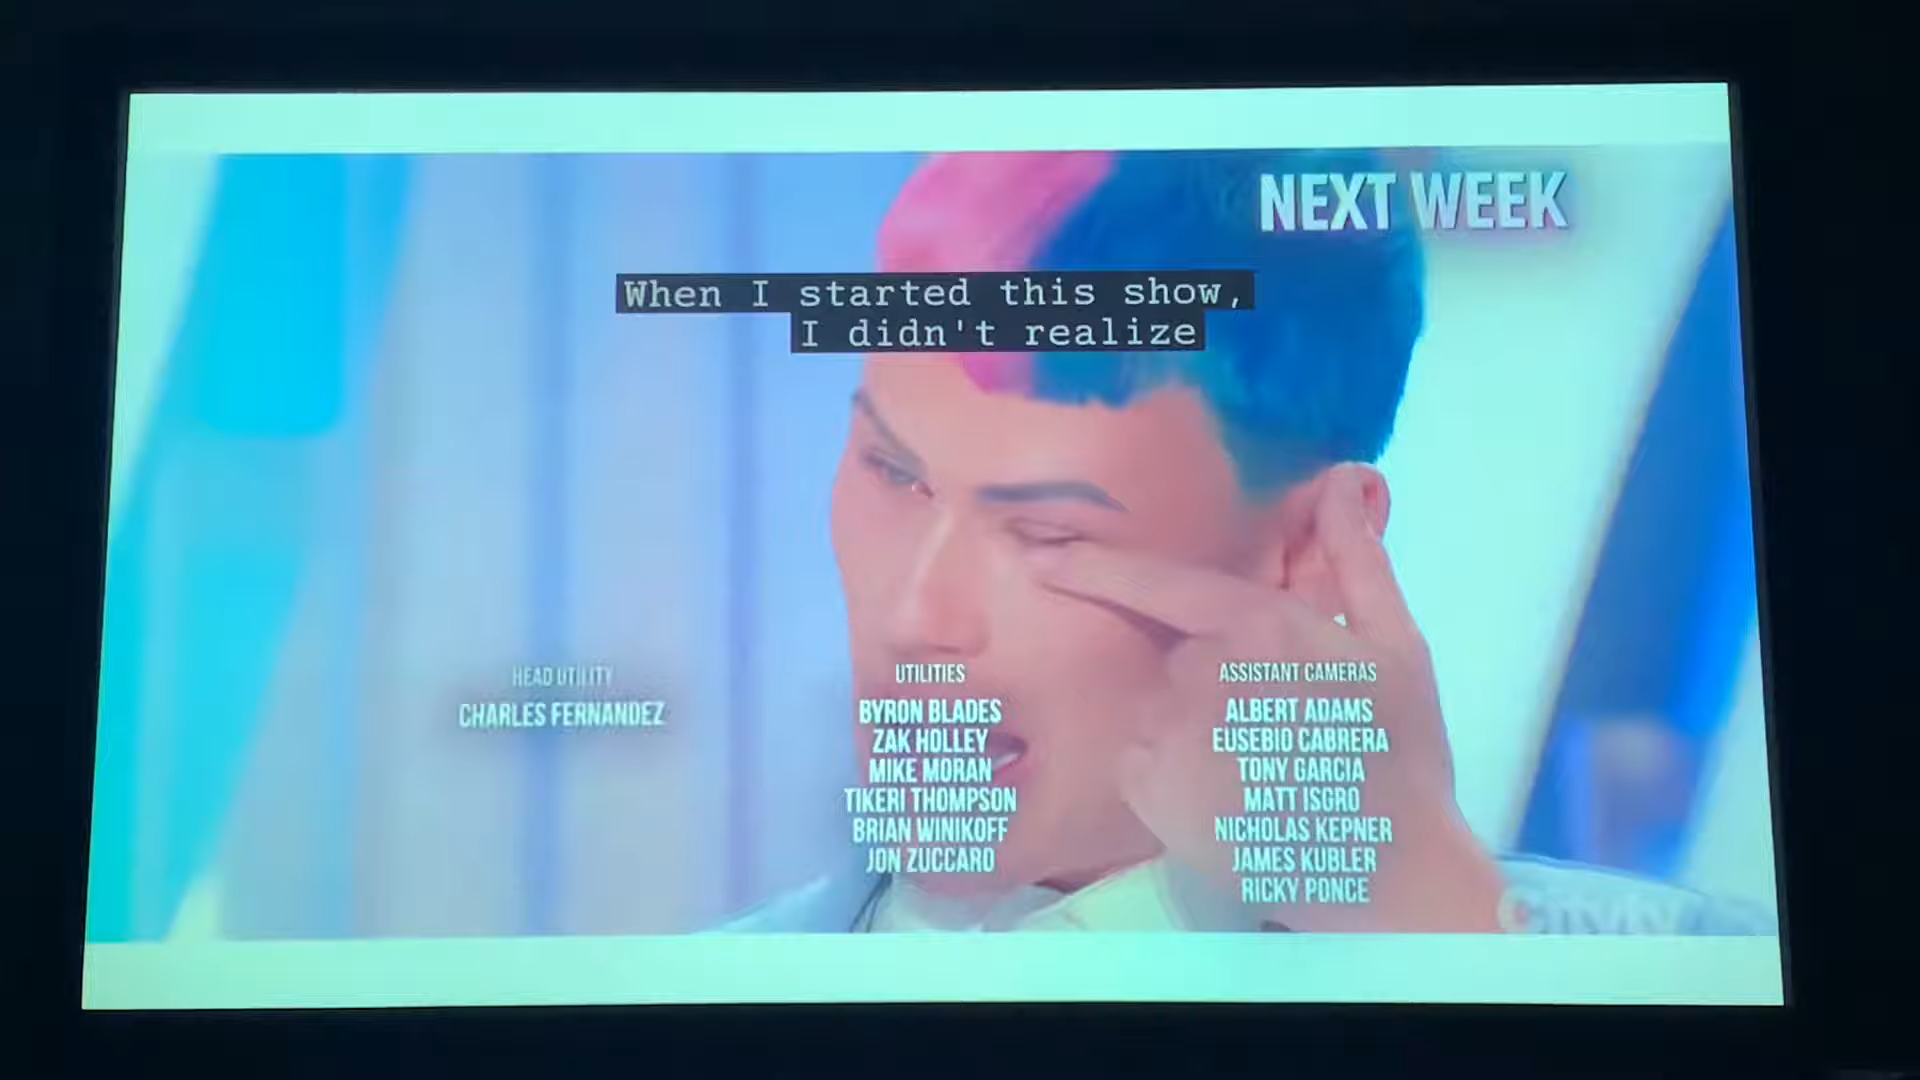 NEXT WEEK
When I started this show,
I didn't realize
HEAD UTILITY
CHARLES FERNANDEZ
UTILITIES
BYRON BLADES
ZAK HOLLEY
MIKE MORAN
TIKERI THOMPSON
BRIAN WINIKOFF
JON ZUCCARO
ASSISTANT CAMERAS
ALBERT ADAMS
EUSEBIO CABRERA
TONY GARCIA
MATT ISGRO
NICHOLAS KEPNER
JAMES KUBLER
RICKY PONCE
Citytv